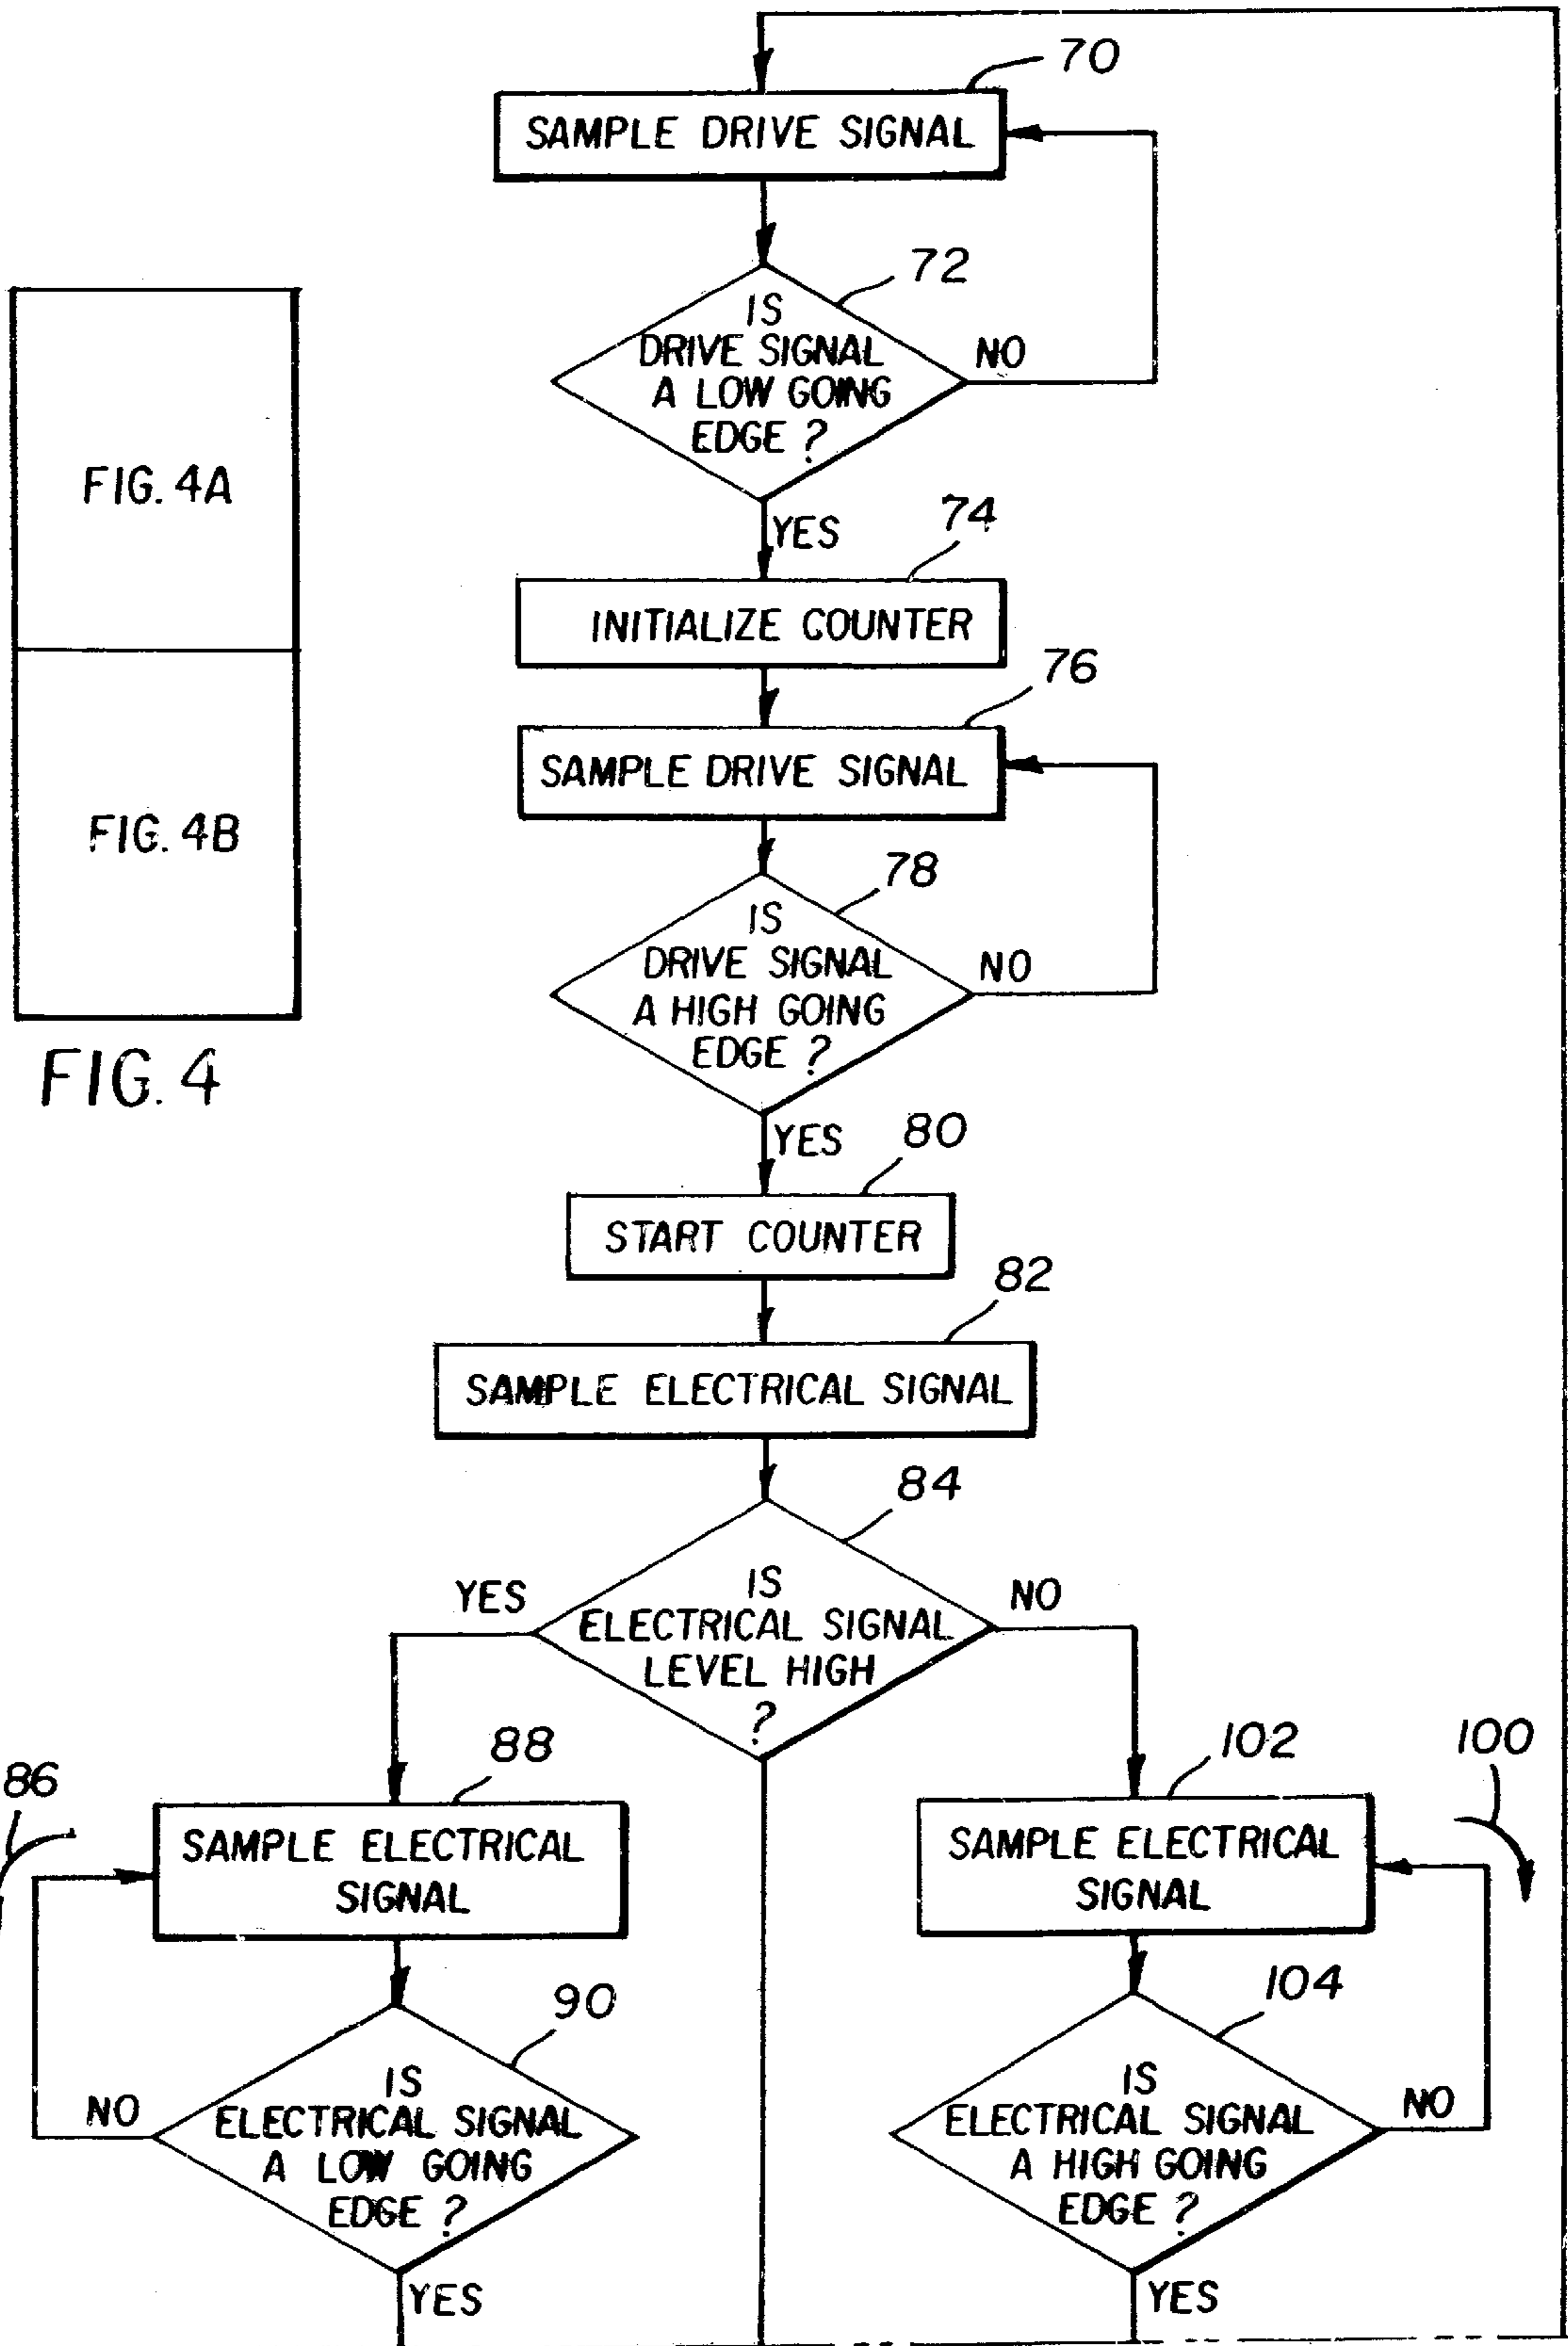 70
SAMPLE DRIVE SIGNAL
72
IS
DRIVE SIGNAL
A LOW GOING
EDGE ?
NO
YES
74
INITIALIZE COUNTER
76
SAMPLE DRIVE SIGNAL
78
IS
DRIVE SIGNAL
A HIGH GOING
EDGE ?
NO
YES
FIG. 4A
FIG. 4B
FIG. 4
80
START COUNTER
82
SAMPLE ELECTRICAL SIGNAL
84
IS
ELECTRICAL SIGNAL
LEVEL HIGH
?
YES
NO
86
88
SAMPLE ELECTRICAL
SIGNAL
90
IS
ELECTRICAL SIGNAL
A LOW GOING
EDGE ?
NO
YES
100
102
SAMPLE ELECTRICAL
SIGNAL
104
IS
ELECTRICAL SIGNAL
A HIGH GOING
EDGE ?
NO
YES